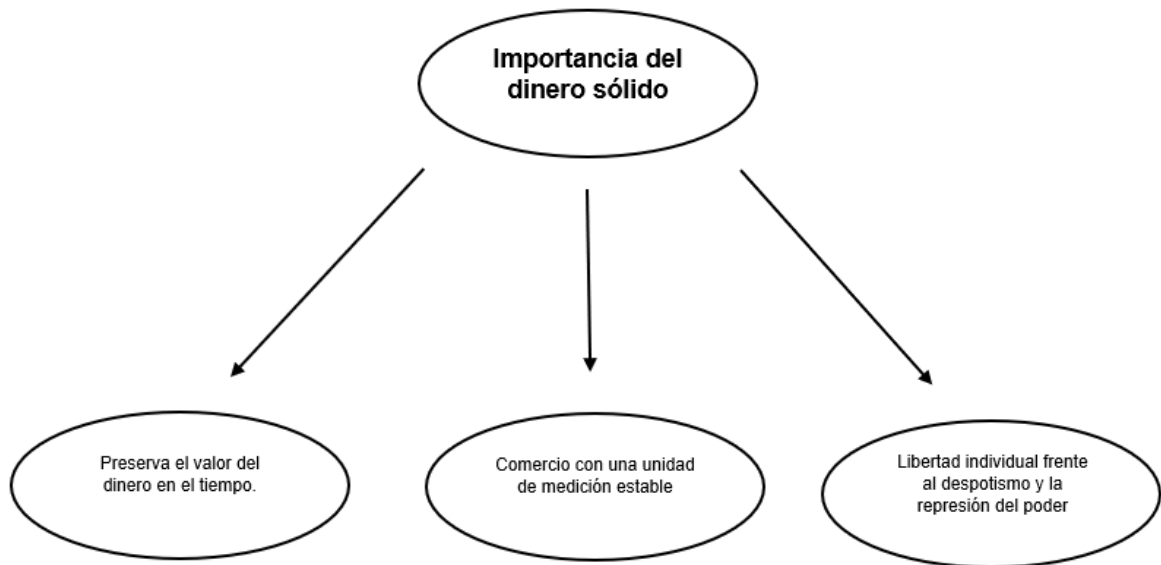 Importancia del
dinero sólido
Preserva el valor del
dinero en el tiempo.
Comercio con una unidad
de medición estable
Libertad individual frente
al despotismo y la
represión del poder